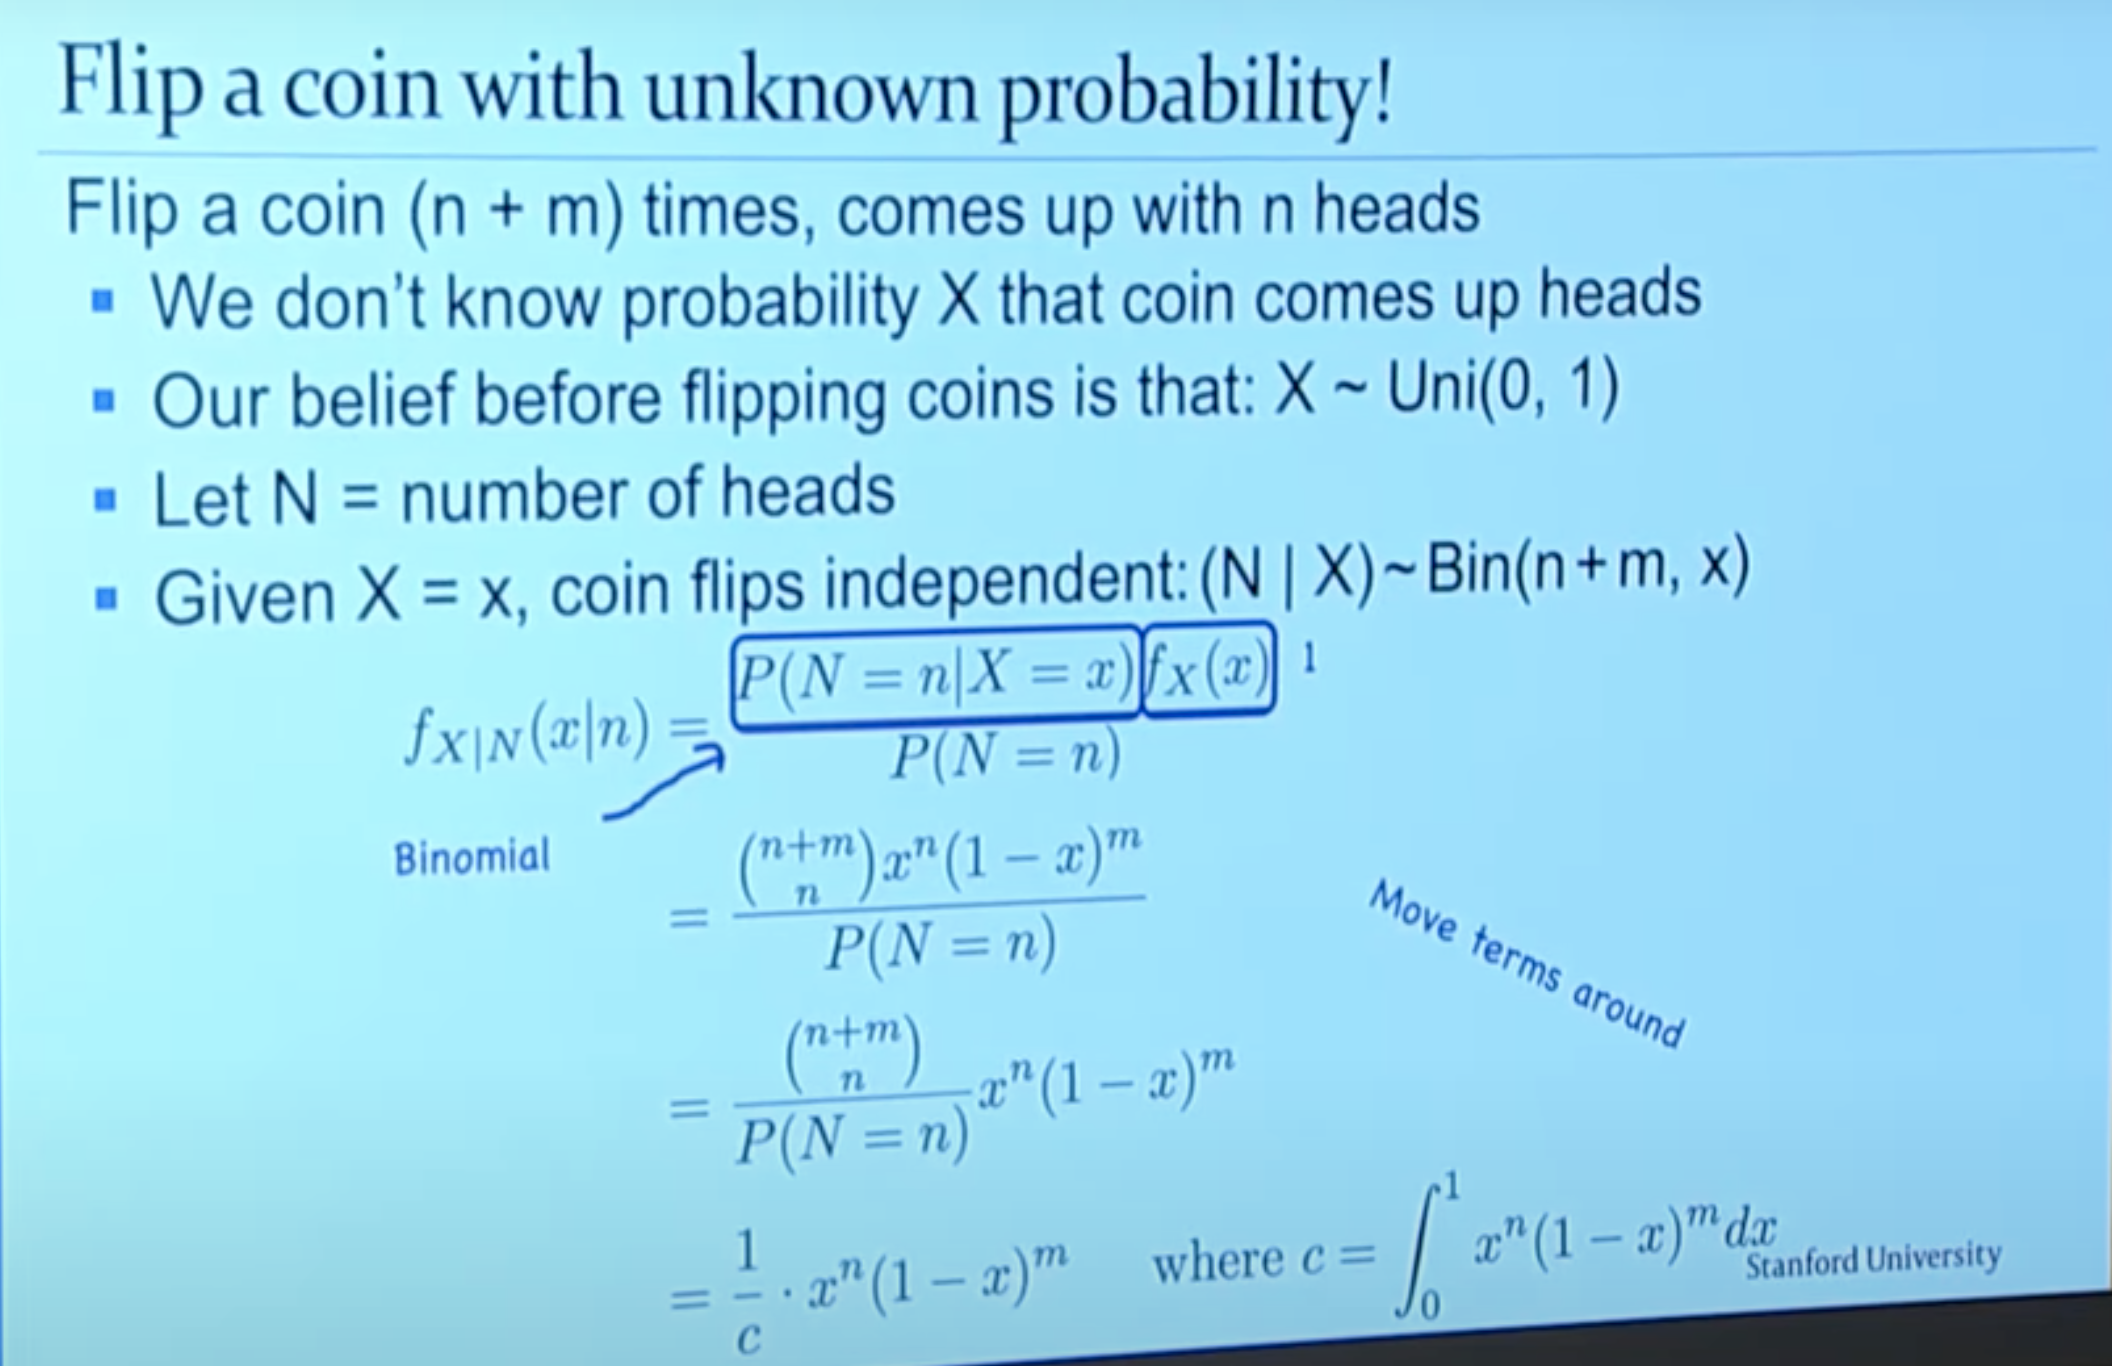 Flip a coin with unknown probability!
Flip a coin (n + m) times, comes up with n heads
▪ We don't know probability X that coin comes up heads
▪ Our belief before flipping coins is that: X ~ Uni(0, 1)
▪ Let N = number of heads
▪ Given X = x, coin flips independent: (N | X) ~ Bin(n + m, x)
f_{X|N}(x|n) = \frac{P(N = n|X = x) f_X(x)}{P(N = n)} 1
Binomial
= \frac{\binom{n+m}{n} x^n (1 − x)^m}{P(N = n)}
Move terms around
= \frac{\binom{n+m}{n}}{P(N = n)} x^n (1 − x)^m
= \frac{1}{c} · x^n (1 − x)^m where c = \int_0^1 x^n (1 − x)^m dx
Stanford University